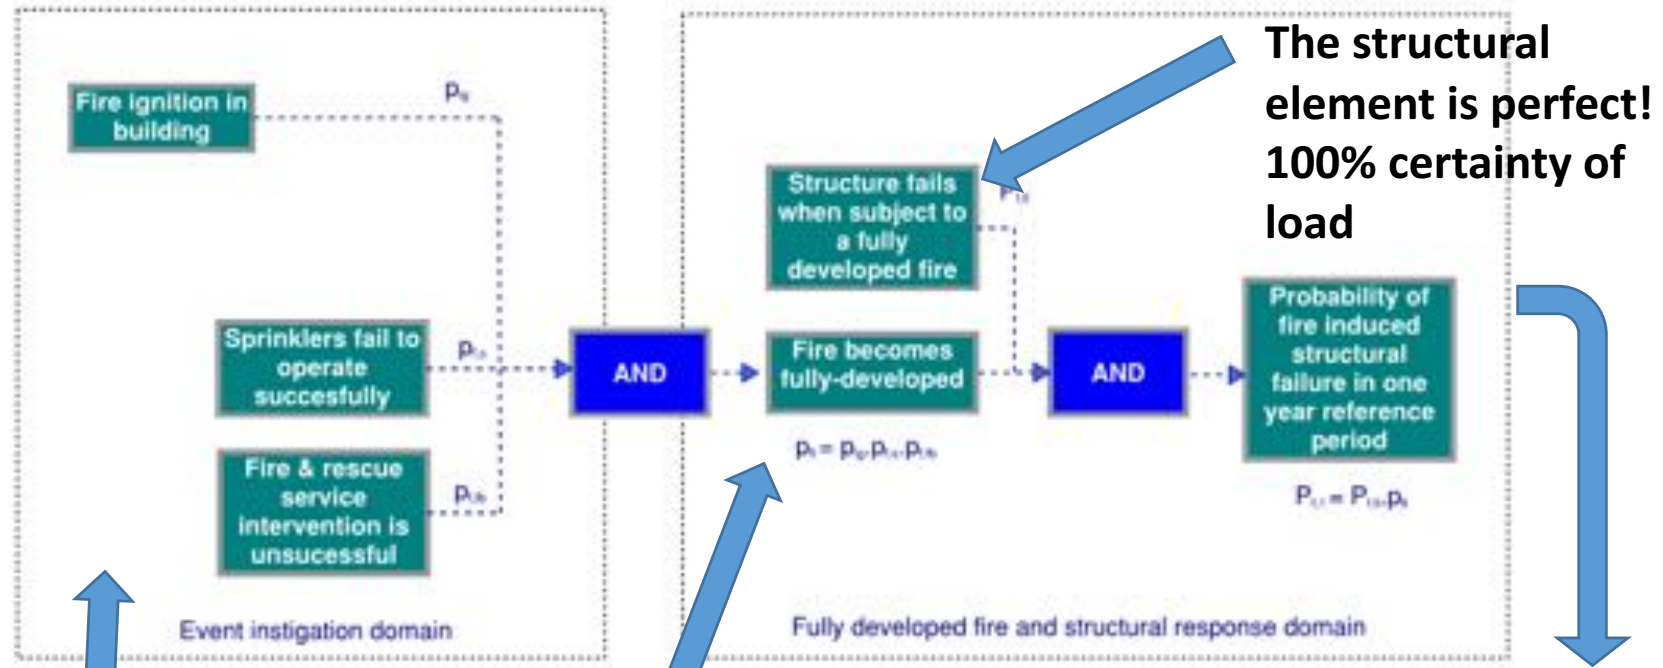 The structural
element is perfect!
100% certainty of
load
Fire ignition in
building
Sprinklers fail to
operate
succesfully
Fire & rescue
service
intervention is
unsucessful
AND
Event instigation domain
Structure fails
when subject to
a fully
developed fire
Fire becomes
fully-developed
AND
Probability of
fire induced
structural
failure in one
year reference
period
Fully developed fire and structural response domain